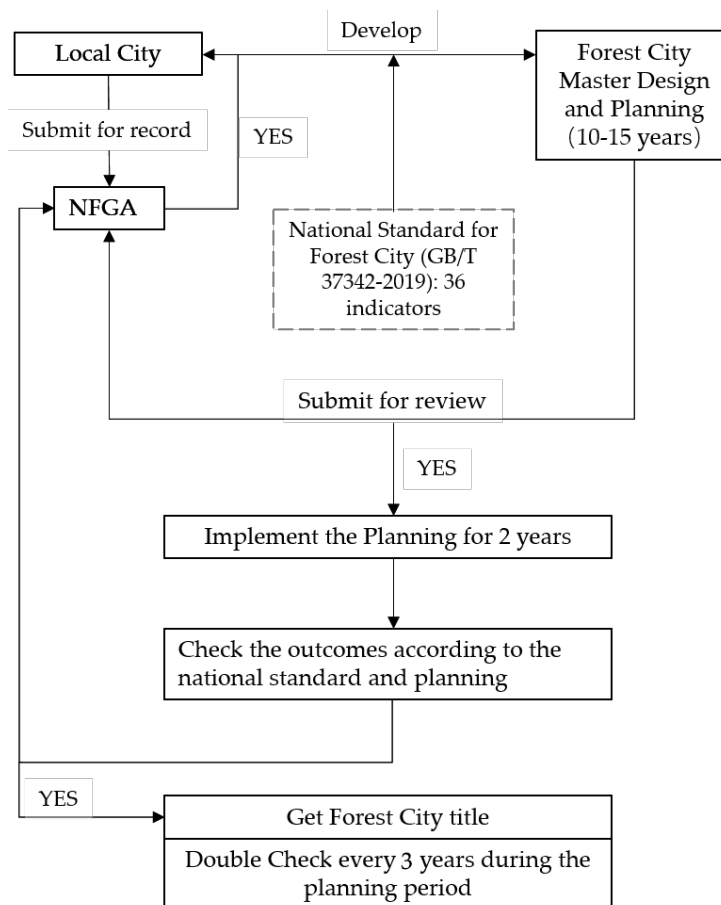 Develop
Local City
Forest City
Master Design
and Planning
(10-15 years)
Submit for record
YES
NFGA
National Standard for
Forest City (GB/T
37342-2019): 36
indicators
Submit for review
YES
Implement the Planning for 2 years
Check the outcomes according to the
national standard and planning
YES
Get Forest City title
Double Check every 3 years during the
planning period